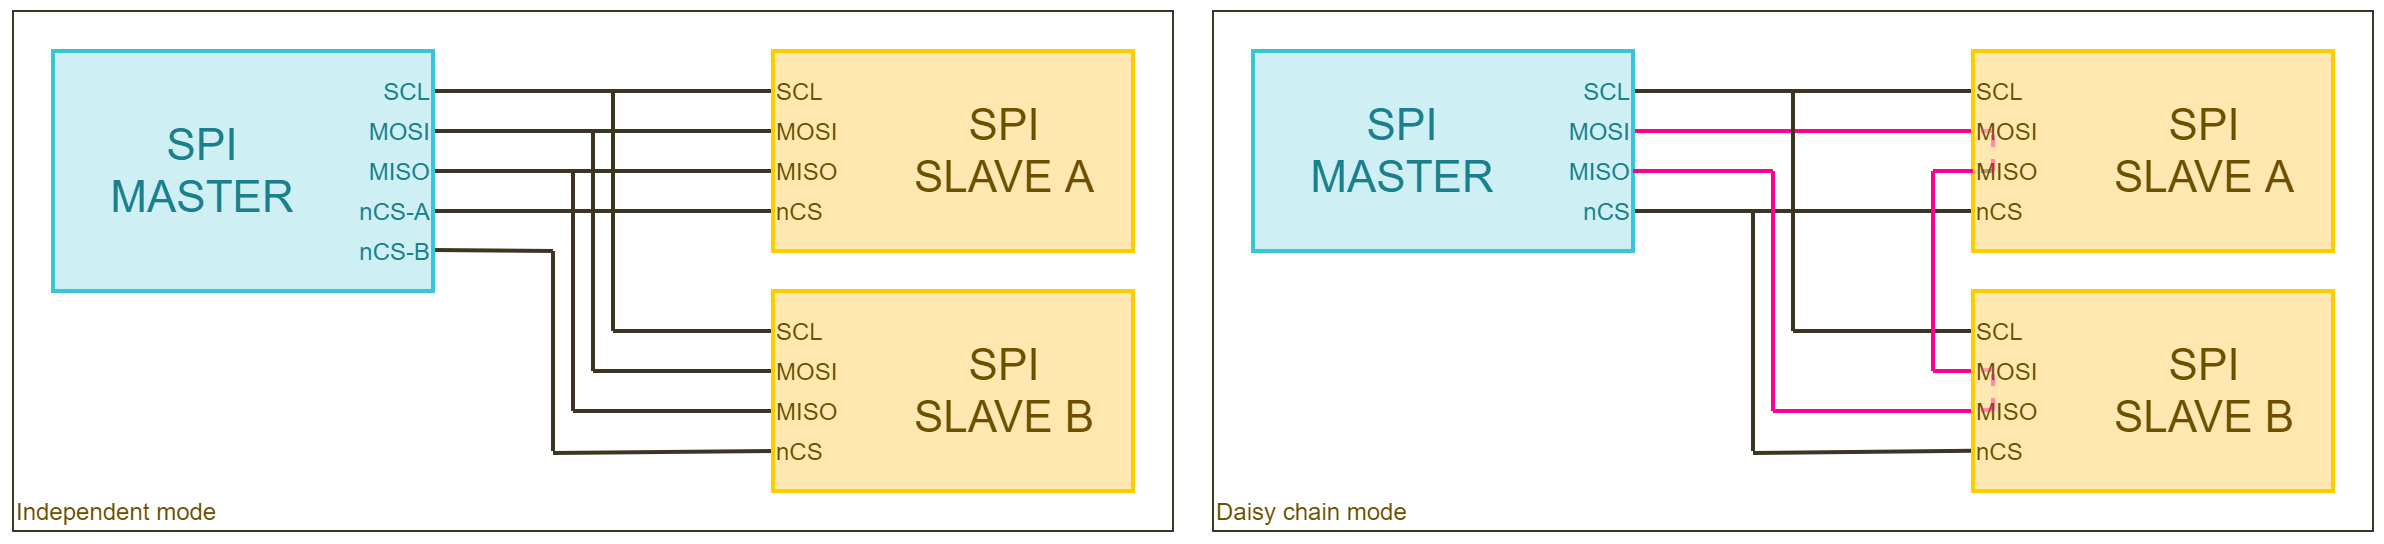 SPI
MASTER
SCL
MOSI
MISO
nCS-A
nCS-B
SCL
MOSI
MISO
nCS
SPI
SLAVE A
SCL
MOSI
MISO
nCS
SPI
SLAVE B
Independent mode
SPI
MASTER
SCL
MOSI
MISO
nCS
SCL
MOSI
MISO
nCS
SPI
SLAVE A
SCL
MOSI
MISO
nCS
SPI
SLAVE B
Daisy chain mode